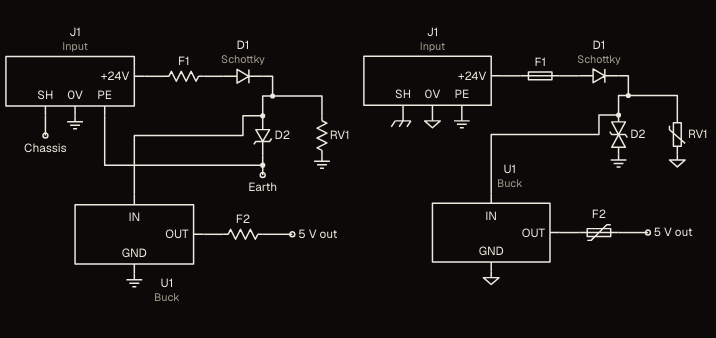 J1
Input
+24V
SH
0V
PE
F1
D1
Schottky
D2
RV1
Chassis
Earth
IN
OUT
GND
F2
5 V out
U1
Buck
J1
Input
+24V
SH
0V
PE
F1
D1
Schottky
D2
RV1
U1
Buck
IN
OUT
GND
F2
5 V out